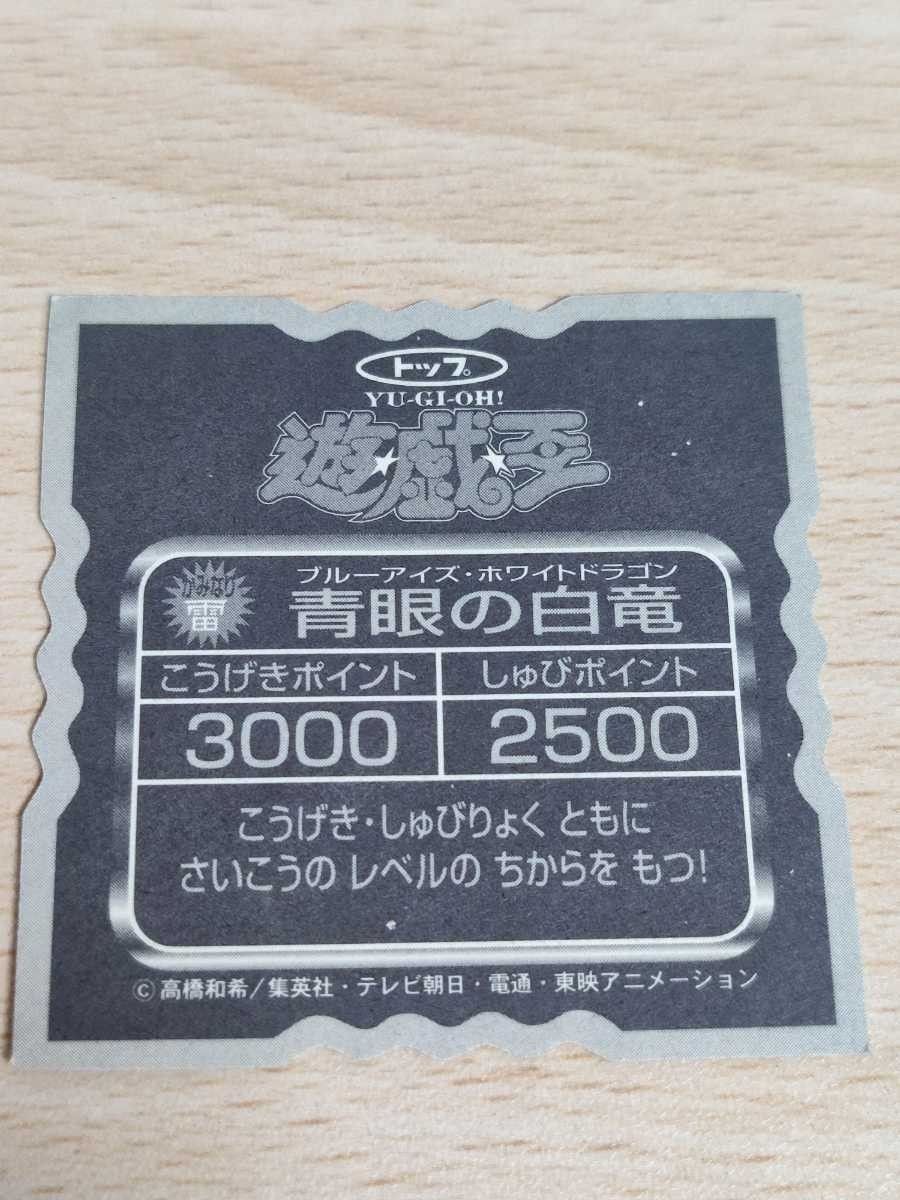 トップ。
YU-GI-OH!
遊戯王
ブルーアイズ・ホワイトドラゴン
かみなり
雷
青眼の白竜
こうげきポイント
しゅびポイント
3000
2500
こうげき・しゅびりょく ともに
さいこうの レベルの ちからを もつ!
©高橋和希/集英社・テレビ朝日・電通・東映アニメーション